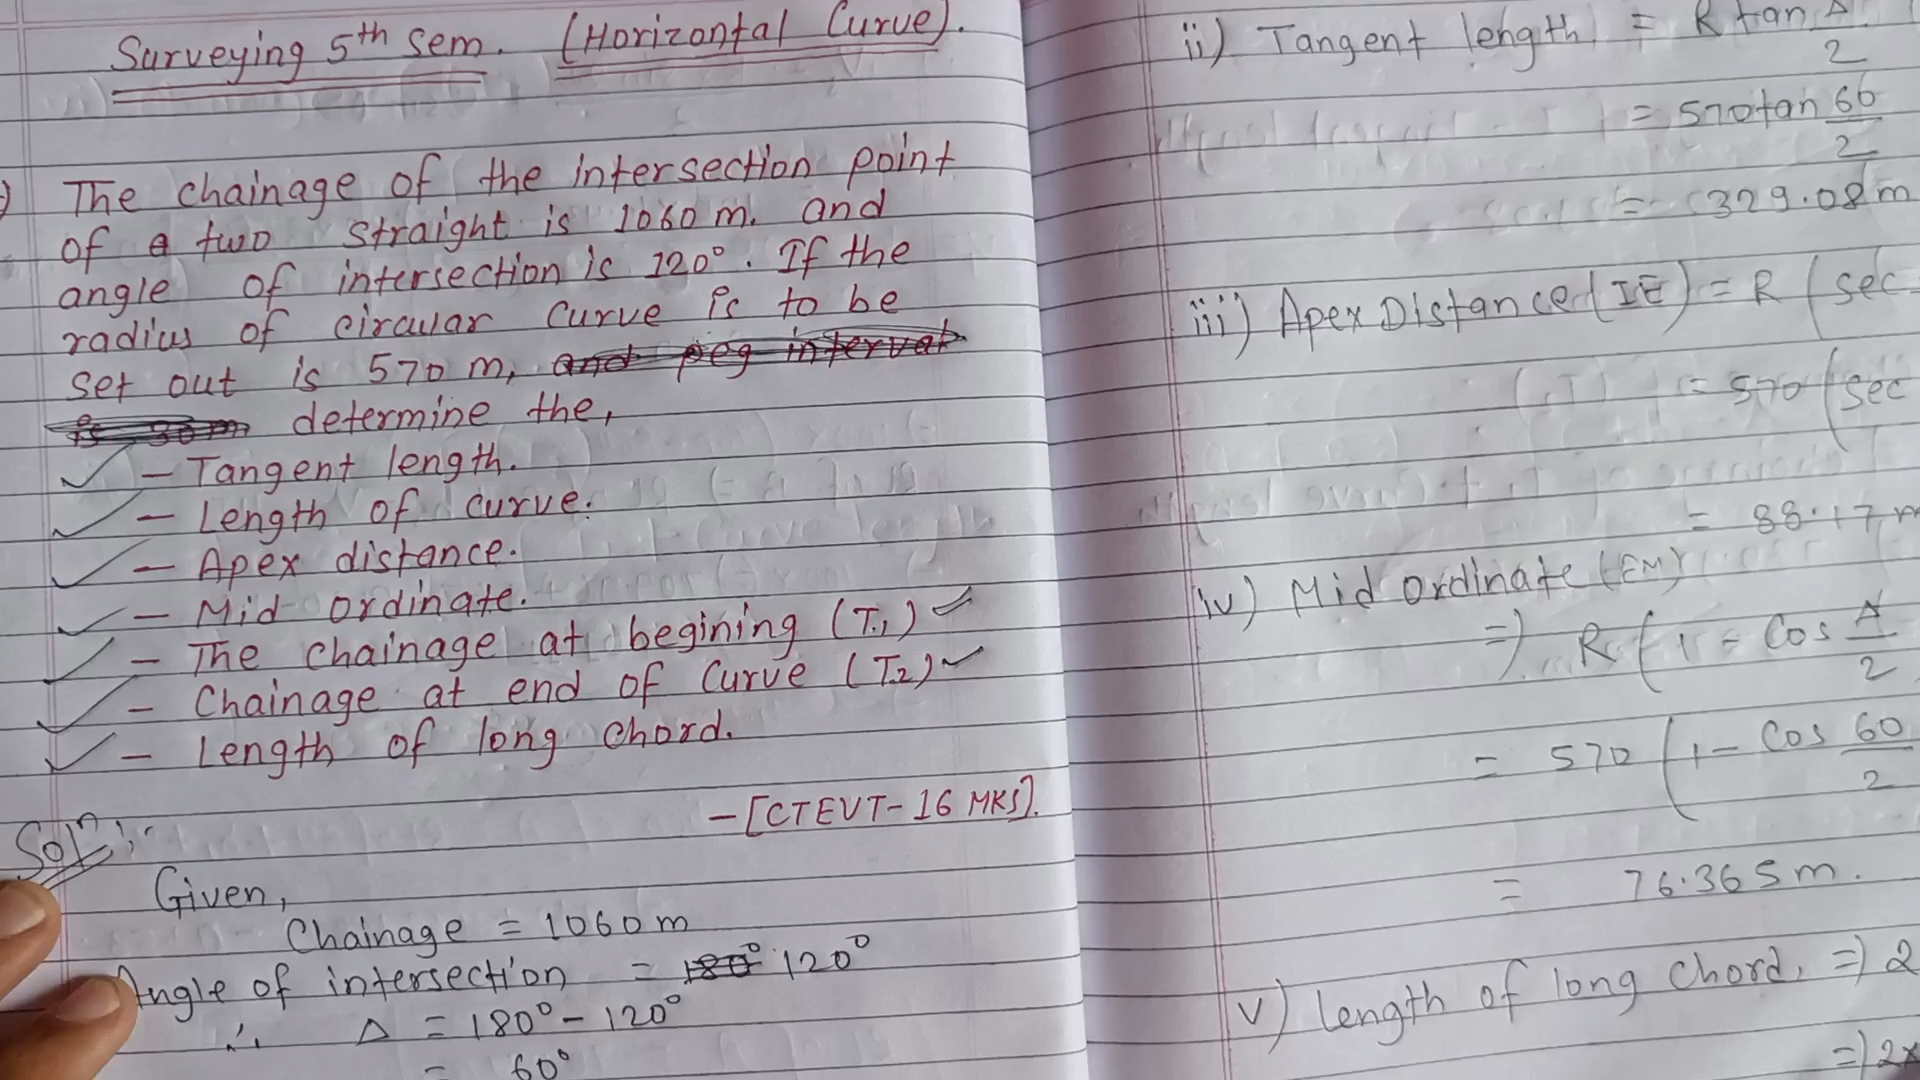 Surveying 5th sem. (Horizontal Curve).
The chainage of the intersection point
of a two straight is 1060 m. and
angle of intersection is 120°. If the
radius of circular curve is to be
set out is 570 m, and peg interval
is 30m determine the,
- Tangent length.
- Length of curve.
- Apex distance.
- Mid ordinate.
- The chainage at begining (T1)
- Chainage at end of curve (T2)
- Length of long chord.
- [CTEVT- 16 MKS].
Soln:-
Given,
Chainage = 1060 m
Angle of intersection = 180° 120°
∴ Δ = 180° - 120°
= 60°
ii) Tangent length = R tan Δ
2
= 570 tan 60
2
= 329.08 m
iii) Apex Distance (IE) = R (sec
= 570 (sec
= 88.17 m
iv) Mid ordinate (EM)
=) R (1 - Cos Δ
2
= 570 (1 - Cos 60
2
= 76.365 m.
v) length of long chord, =) 2
=) 2x